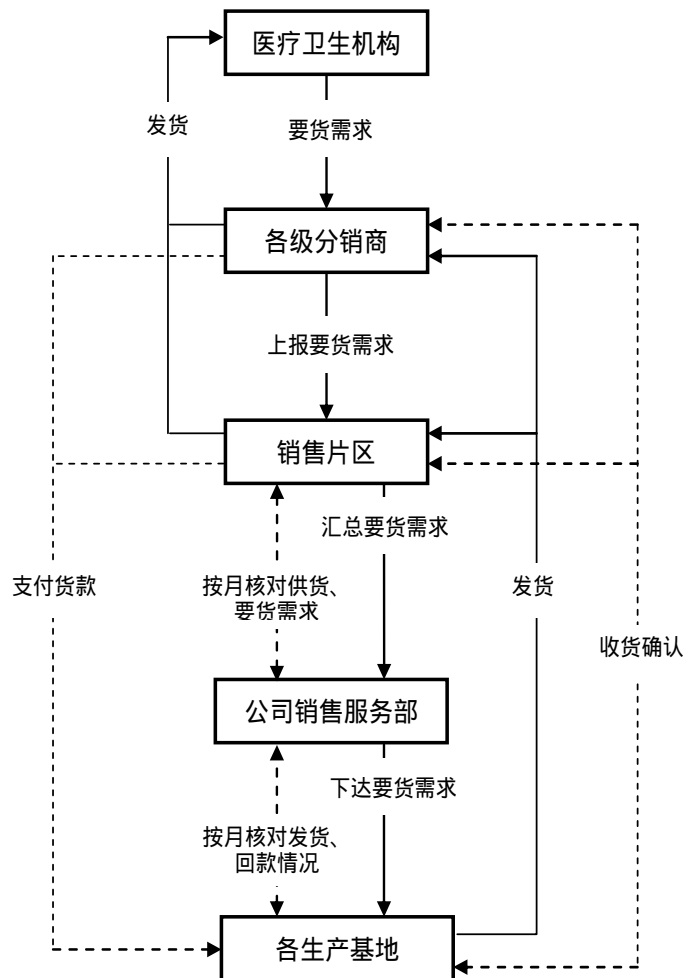 医疗卫生机构
发货
要货需求
各级分销商
上报要货需求
销售片区
汇总要货需求
支付货款
按月核对供货、
要货需求
发货
收货确认
公司销售服务部
下达要货需求
按月核对发货、
回款情况
各生产基地